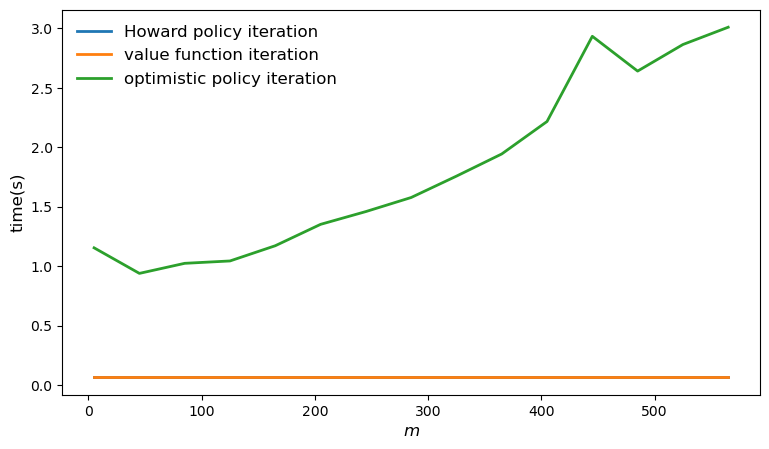 Howard policy iteration
value function iteration
optimistic policy iteration
time(s)
3.0
2.5
2.0
1.5
1.0
0.5
0.0
0 100 200 300 400 500
m